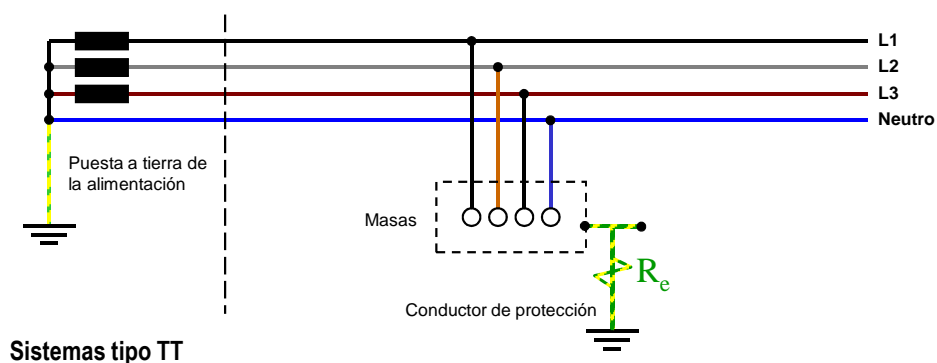 L1
L2
L3
Neutro
Puesta a tierra de
la alimentación
Masas
Re
Conductor de protección
Sistemas tipo TT